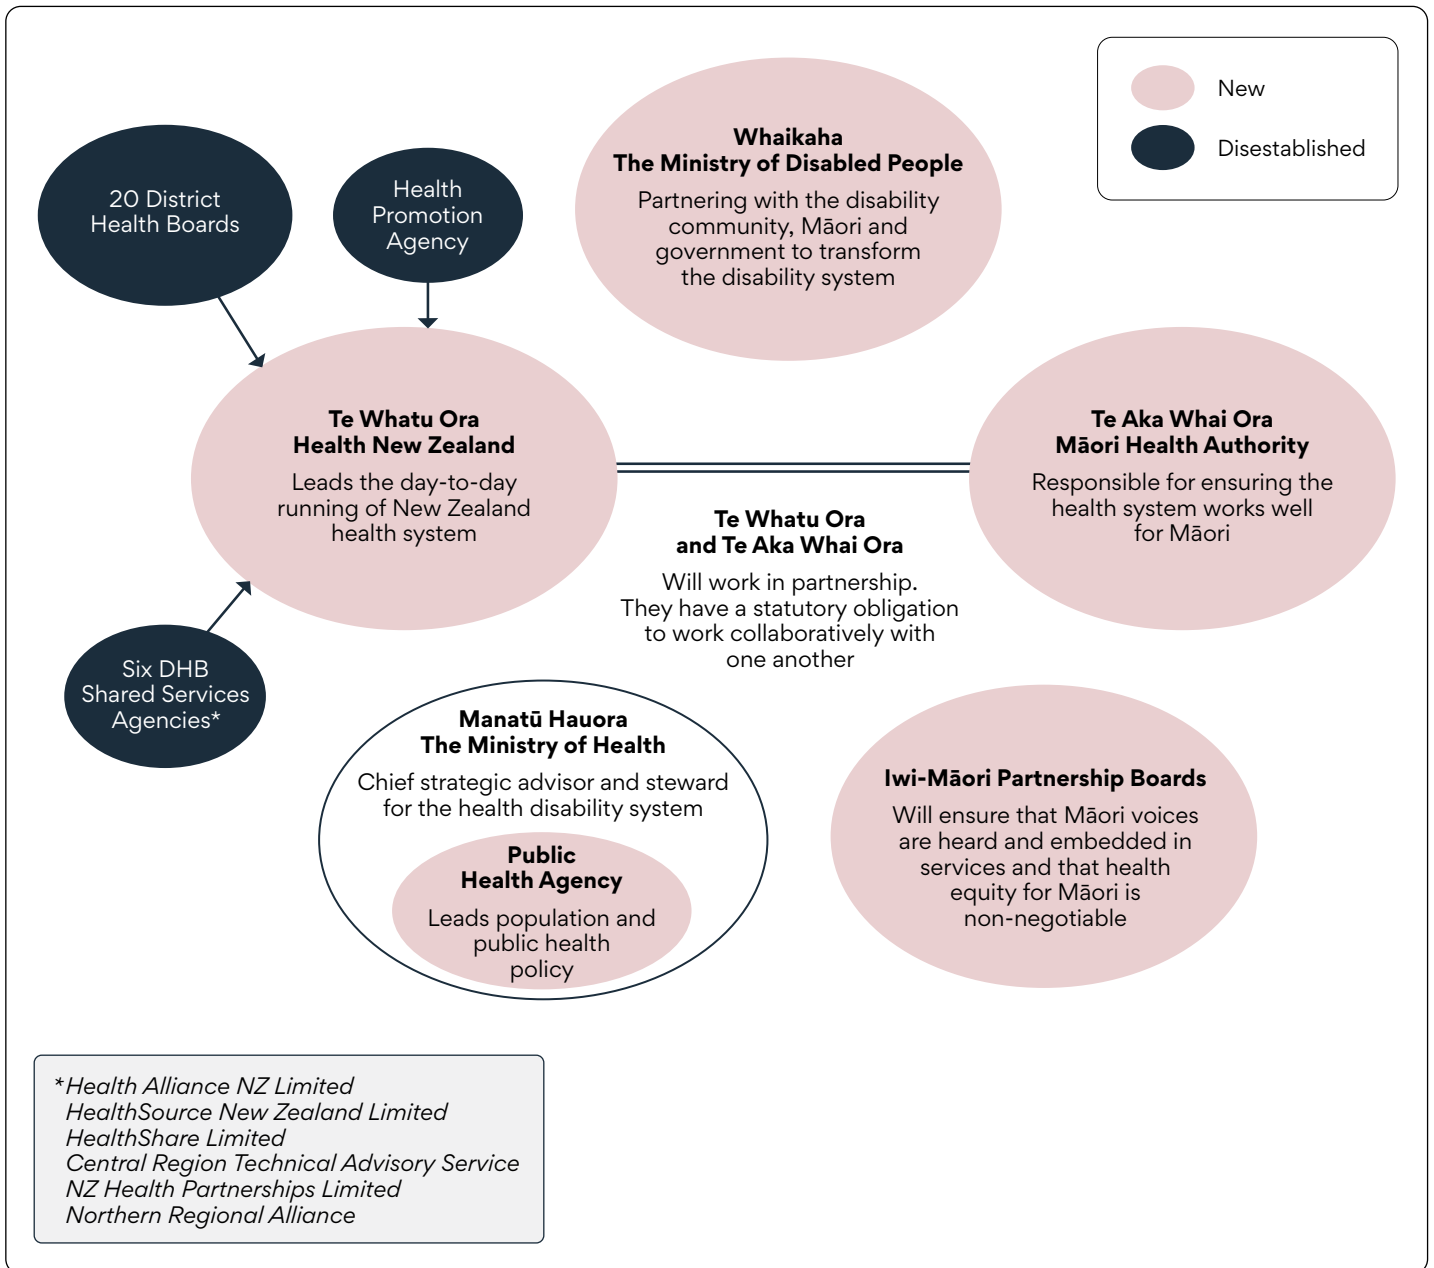 New
Disestablished
20 District
Health Boards
Health
Promotion
Agency
Whaikaha
The Ministry of Disabled People
Partnering with the disability
community, Māori and
government to transform
the disability system
Te Whatu Ora
Health New Zealand
Leads the day-to-day
running of New Zealand
health system
Te Aka Whai Ora
Māori Health Authority
Responsible for ensuring the
health system works well
for Māori
Te Whatu Ora
and Te Aka Whai Ora
Will work in partnership.
They have a statutory obligation
to work collaboratively with
one another
Six DHB
Shared Services
Agencies*
Manatū Hauora
The Ministry of Health
Chief strategic advisor and steward
for the health disability system
Public
Health Agency
Leads population and
public health
policy
Iwi-Māori Partnership Boards
Will ensure that Māori voices
are heard and embedded in
services and that health
equity for Māori is
non-negotiable
*Health Alliance NZ Limited
HealthSource New Zealand Limited
HealthShare Limited
Central Region Technical Advisory Service
NZ Health Partnerships Limited
Northern Regional Alliance